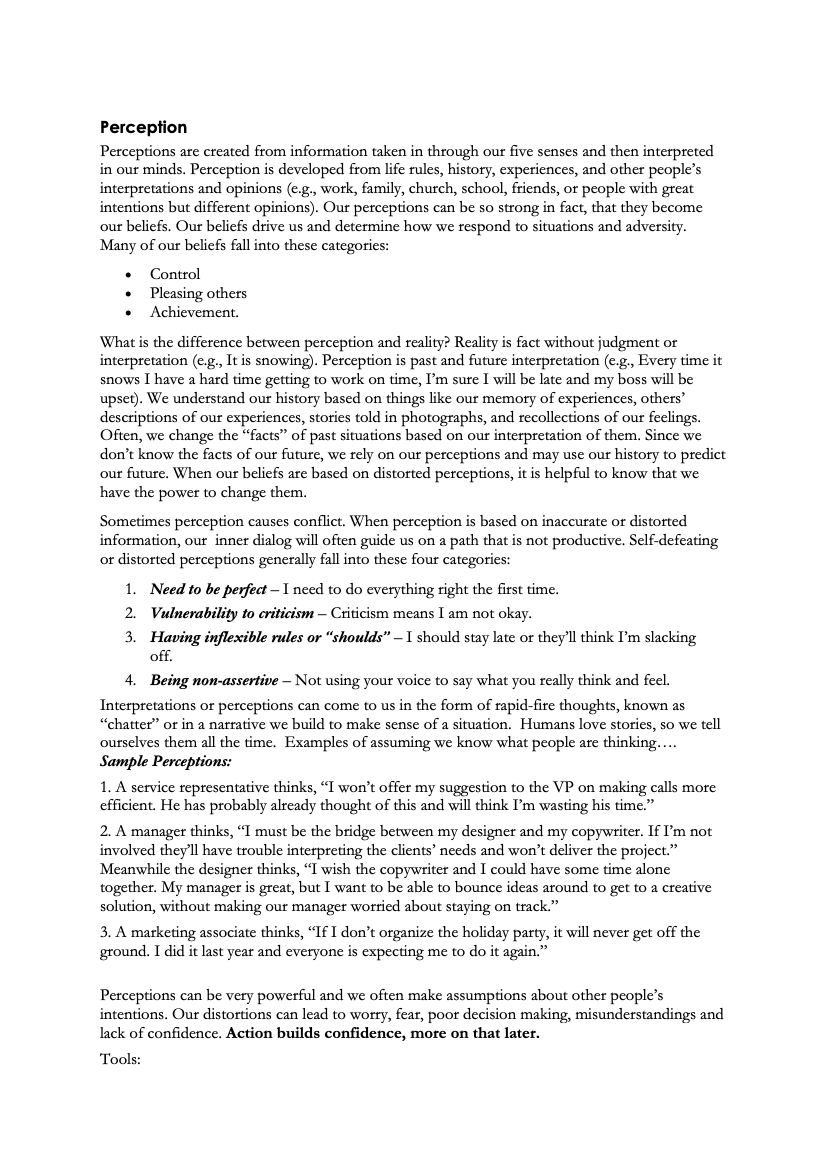 Perception
Perceptions are created from information taken in through our five senses and then interpreted
in our minds. Perception is developed from life rules, history, experiences, and other people’s
interpretations and opinions (e.g., work, family, church, school, friends, or people with great
intentions but different opinions). Our perceptions can be so strong in fact, that they become
our beliefs. Our beliefs drive us and determine how we respond to situations and adversity.
Many of our beliefs fall into these categories:
• Control
• Pleasing others
• Achievement.
What is the difference between perception and reality? Reality is fact without judgment or
interpretation (e.g., It is snowing). Perception is past and future interpretation (e.g., Every time it
snows I have a hard time getting to work on time, I’m sure I will be late and my boss will be
upset). We understand our history based on things like our memory of experiences, others’
descriptions of our experiences, stories told in photographs, and recollections of our feelings.
Often, we change the “facts” of past situations based on our interpretation of them. Since we
don’t know the facts of our future, we rely on our perceptions and may use our history to predict
our future. When our beliefs are based on distorted perceptions, it is helpful to know that we
have the power to change them.
Sometimes perception causes conflict. When perception is based on inaccurate or distorted
information, our  inner dialog will often guide us on a path that is not productive. Self-defeating
or distorted perceptions generally fall into these four categories:
1. Need to be perfect – I need to do everything right the first time.
2. Vulnerability to criticism – Criticism means I am not okay.
3. Having inflexible rules or “shoulds” – I should stay late or they’ll think I’m slacking
off.
4. Being non-assertive – Not using your voice to say what you really think and feel.
Interpretations or perceptions can come to us in the form of rapid-fire thoughts, known as
“chatter” or in a narrative we build to make sense of a situation.  Humans love stories, so we tell
ourselves them all the time.  Examples of assuming we know what people are thinking….
Sample Perceptions:
1. A service representative thinks, “I won’t offer my suggestion to the VP on making calls more
efficient. He has probably already thought of this and will think I’m wasting his time.”
2. A manager thinks, “I must be the bridge between my designer and my copywriter. If I’m not
involved they’ll have trouble interpreting the clients’ needs and won’t deliver the project.”
Meanwhile the designer thinks, “I wish the copywriter and I could have some time alone
together. My manager is great, but I want to be able to bounce ideas around to get to a creative
solution, without making our manager worried about staying on track.”
3. A marketing associate thinks, “If I don’t organize the holiday party, it will never get off the
ground. I did it last year and everyone is expecting me to do it again.”
Perceptions can be very powerful and we often make assumptions about other people’s
intentions. Our distortions can lead to worry, fear, poor decision making, misunderstandings and
lack of confidence. Action builds confidence, more on that later.
Tools: